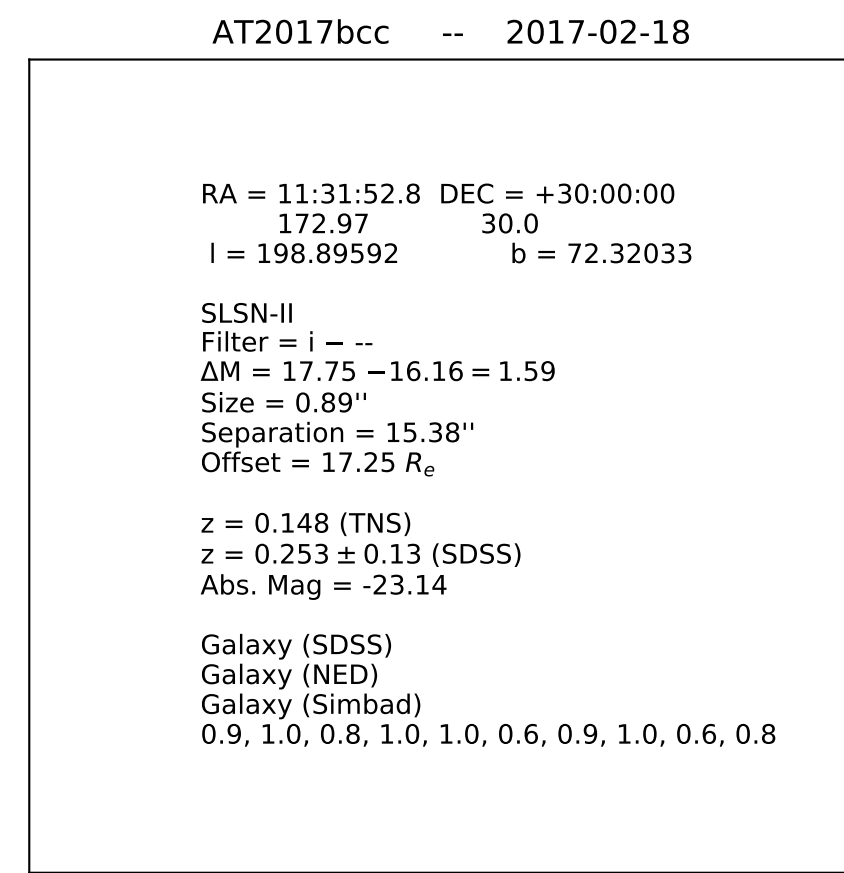 AT2017bcc -- 2017-02-18
RA = 11:31:52.8 DEC = +30:00:00
172.97 30.0
l = 198.89592 b = 72.32033
SLSN-II
Filter = i − --
ΔM = 17.75 −16.16 = 1.59
Size = 0.89''
Separation = 15.38''
Offset = 17.25 Rₑ
z = 0.148 (TNS)
z = 0.253 ± 0.13 (SDSS)
Abs. Mag = -23.14
Galaxy (SDSS)
Galaxy (NED)
Galaxy (Simbad)
0.9, 1.0, 0.8, 1.0, 1.0, 0.6, 0.9, 1.0, 0.6, 0.8